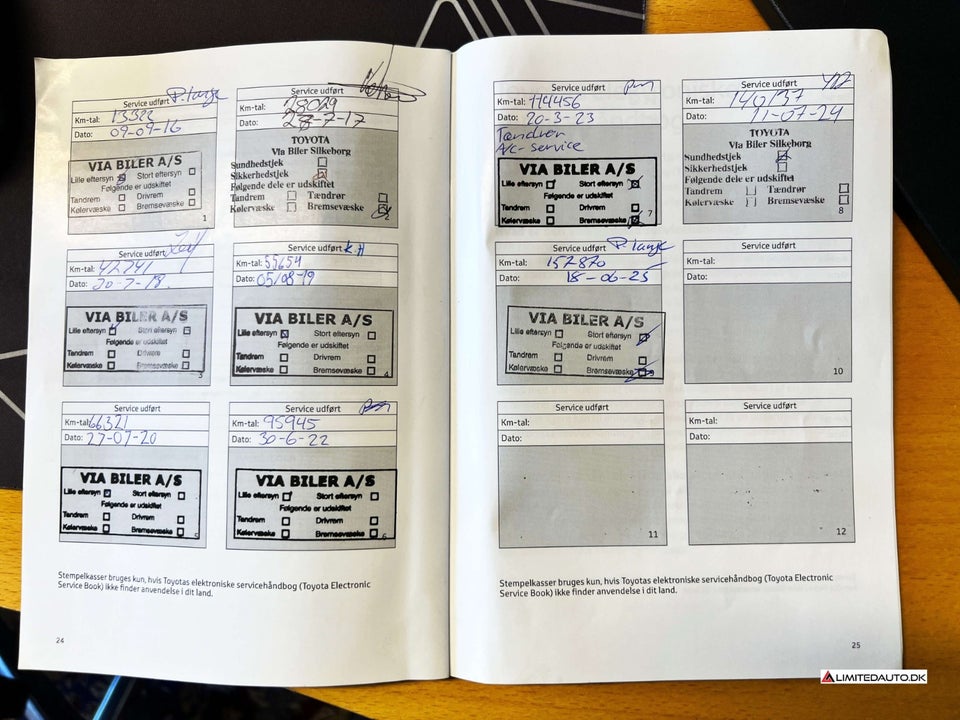 Service udført P. Lange
Km-tal: 13322
Dato: 09-09-16
VIA BILER A/S
Lille eftersyn Stort eftersyn
Følgende er udskiftet
Tandrem Drivrem
Kølervæske Bremsevæske
1
Service udført
Km-tal: 28029
Dato: 28-7-17
TOYOTA
Via Biler Silkeborg
Sundhedstjek
Sikkerhedstjek
Følgende dele er udskiftet
Tandrem Tændrør
Kølervæske Bremsevæske
2
Service udført
Km-tal: 42741
Dato: 20-7-18.
VIA BILER A/S
Lille eftersyn Stort eftersyn
Følgende er udskiftet
Tandrem Drivrem
Kølervæske Bremsevæske
3
Service udført KH
Km-tal: 55654
Dato: 05/08-19
VIA BILER A/S
Lille eftersyn Stort eftersyn
Følgende er udskiftet
Tandrem Drivrem
Kølervæske Bremsevæske
4
Service udført
Km-tal: 66321
Dato: 27-07-20
VIA BILER A/S
Lille eftersyn Stort eftersyn
Følgende er udskiftet
Tandrem Drivrem
Kølervæske Bremsevæske
5
Service udført
Km-tal: 95945
Dato: 30-6-22
VIA BILER A/S
Lille eftersyn Stort eftersyn
Følgende er udskiftet
Tandrem Drivrem
Kølervæske Bremsevæske
6
Stempelkasser bruges kun, hvis Toyotas elektroniske servicehåndbog (Toyota Electronic
Service Book) ikke finder anvendelse i dit land.
24
Service udført
Km-tal: 114456
Dato: 20-3-23
Tændrør
A/C-service
VIA BILER A/S
Lille eftersyn Stort eftersyn
Følgende er udskiftet
Tandrem Drivrem
Kølervæske Bremsevæske
7
Service udført
Km-tal: 140137
Dato: 11-07-24
TOYOTA
Via Biler Silkeborg
Sundhedstjek
Sikkerhedstjek
Følgende dele er udskiftet
Tandrem Tændrør
Kølervæske Bremsevæske
8
Service udført P. Lange
Km-tal: 157870
Dato: 18-06-25
VIA BILER A/S
Lille eftersyn Stort eftersyn
Følgende er udskiftet
Tandrem Drivrem
Kølervæske Bremsevæske
9
Service udført
Km-tal:
Dato:
10
Service udført
Km-tal:
Dato:
11
Service udført
Km-tal:
Dato:
12
Stempelkasser bruges kun, hvis Toyotas elektroniske servicehåndbog (Toyota Electronic
Service Book) ikke finder anvendelse i dit land.
25
LIMITEDAUTO.DK